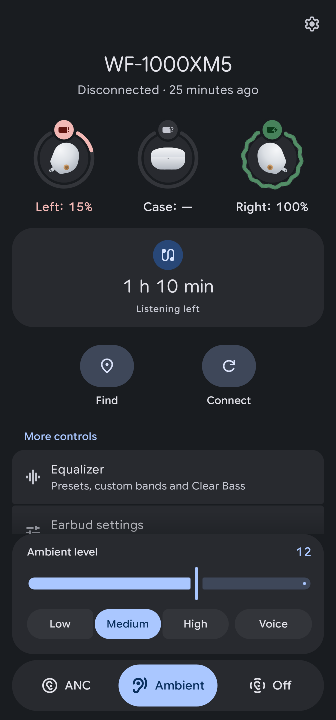 WF-1000XM5
Disconnected · 25 minutes ago
Left: 15%
Case: —
Right: 100%
1 h 10 min
Listening left
Find
Connect
More controls
Equalizer
Presets, custom bands and Clear Bass
Earbud settings
Ambient level 12
Low Medium High Voice
ANC Ambient Off